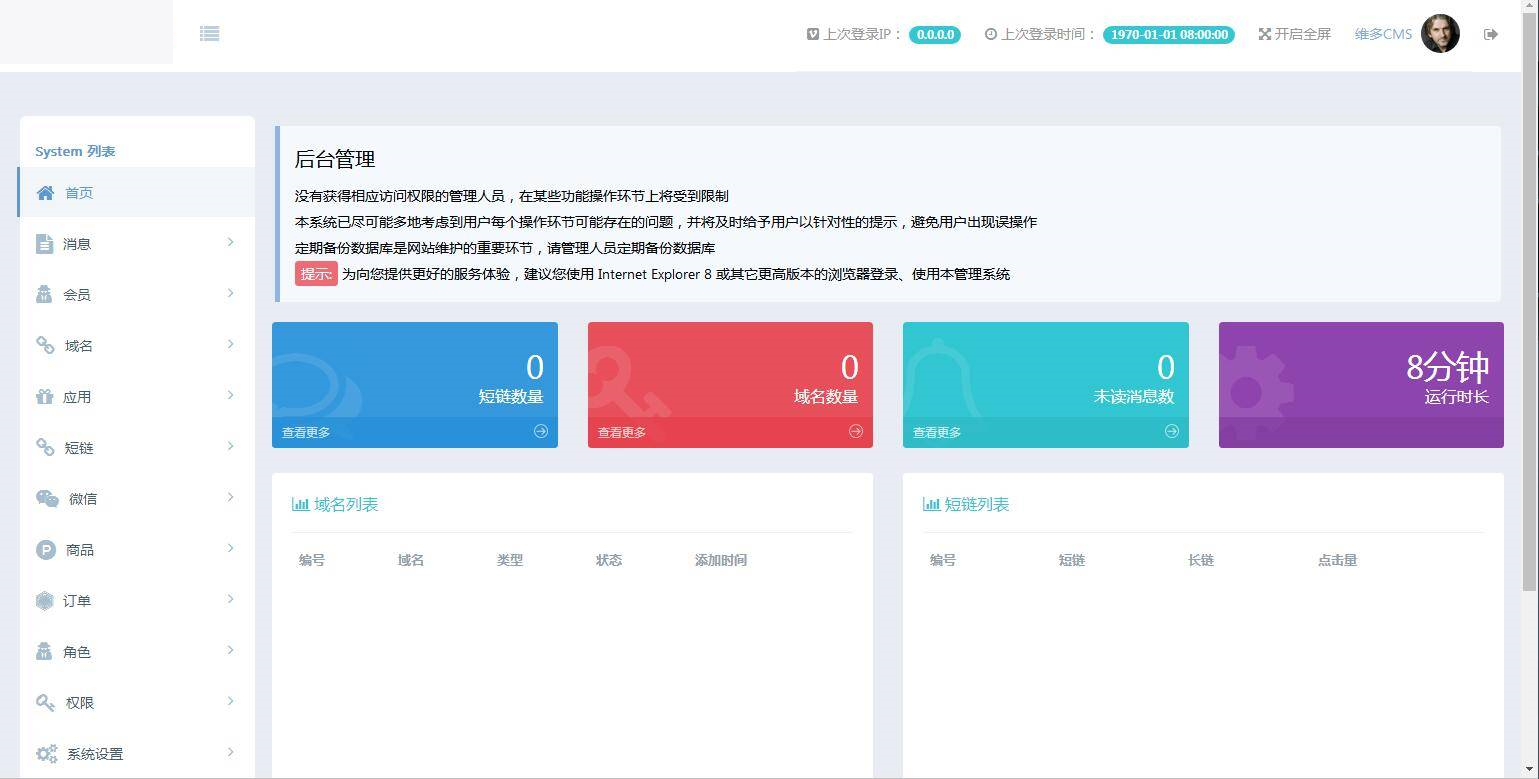 上次登录IP： 0.0.0.0 上次登录时间： 1970-01-01 08:00:00 开启全屏 维多CMS
System 列表
首页
消息
会员
域名
应用
短链
微信
商品
订单
角色
权限
系统设置
后台管理
没有获得相应访问权限的管理人员，在某些功能操作环节上将受到限制
本系统已尽可能多地考虑到用户每个操作环节可能存在的问题，并将及时给予用户以针对性的提示，避免用户出现误操作
定期备份数据库是网站维护的重要环节，请管理人员定期备份数据库
提示: 为向您提供更好的服务体验，建议您使用 Internet Explorer 8 或其它更高版本的浏览器登录、使用本管理系统
0
短链数量
查看更多
0
域名数量
查看更多
0
未读消息数
查看更多
8分钟
运行时长
域名列表
编号 域名 类型 状态 添加时间
短链列表
编号 短链 长链 点击量